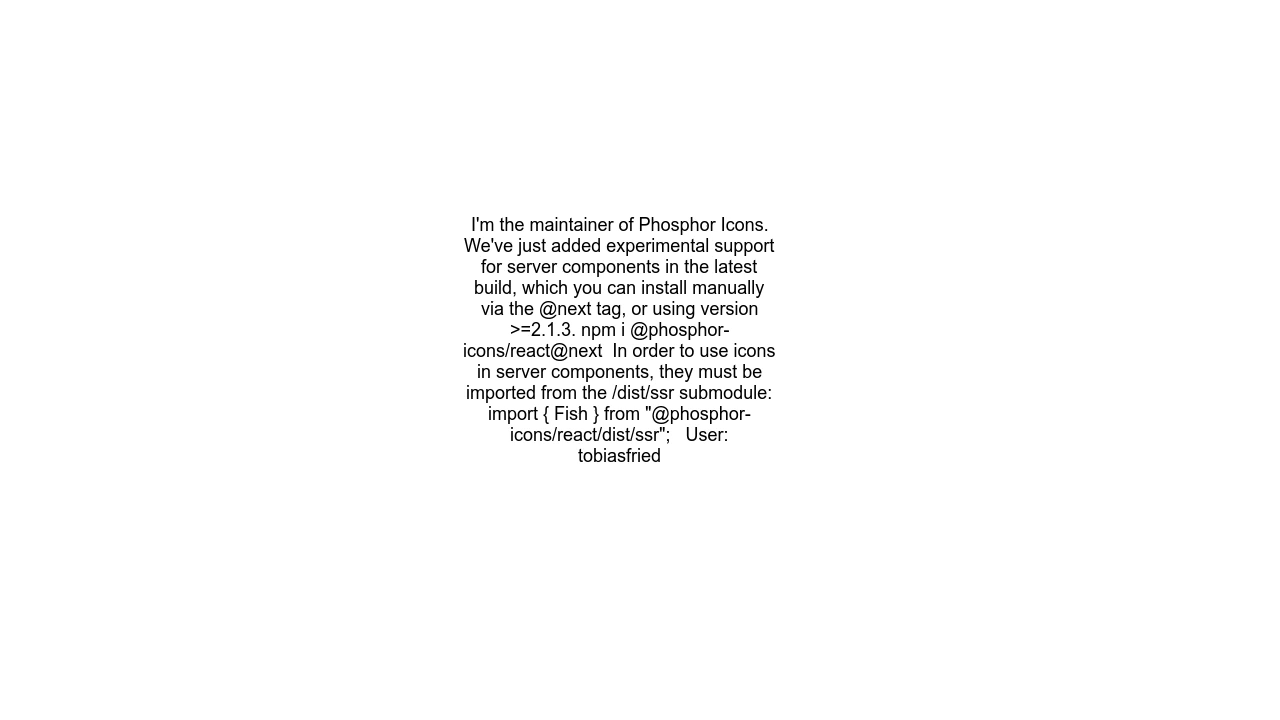 I'm the maintainer of Phosphor Icons.
We've just added experimental support
for server components in the latest
build, which you can install manually
via the @next tag, or using version
>=2.1.3. npm i @phosphor-
icons/react@next  In order to use icons
in server components, they must be
imported from the /dist/ssr submodule:
import { Fish } from "@phosphor-
icons/react/dist/ssr";   User:
tobiasfried